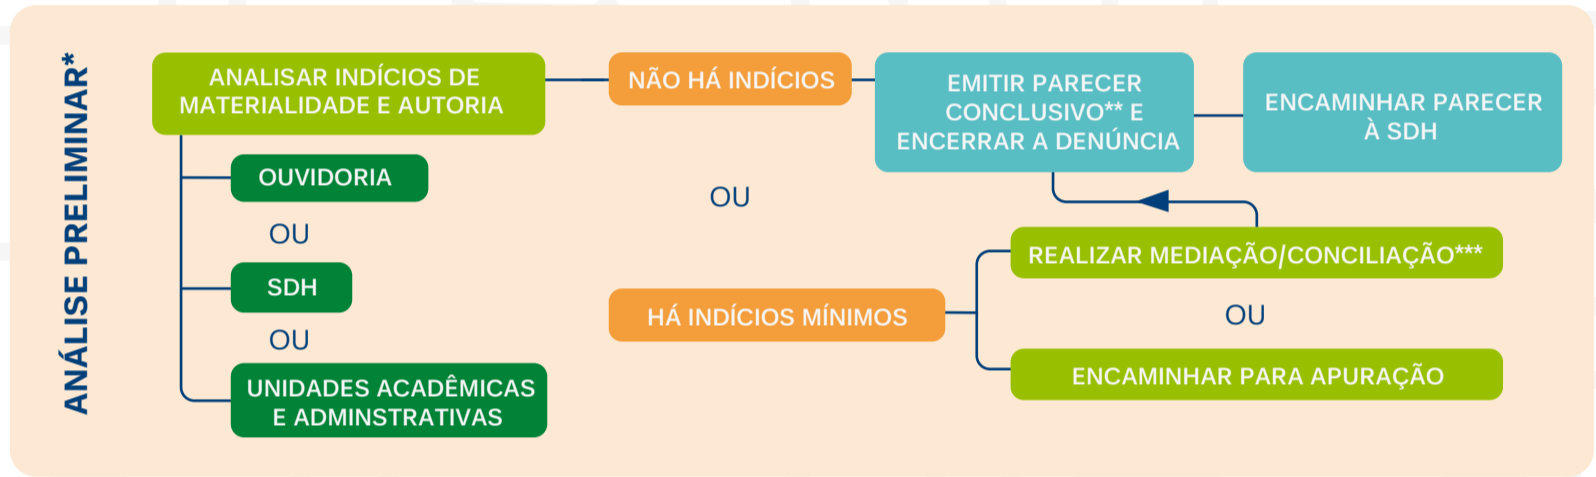 ANÁLISE PRELIMINAR*
ANALISAR INDÍCIOS DE
MATERIALIDADE E AUTORIA
OUVIDORIA
OU
SDH
OU
UNIDADES ACADÊMICAS
E ADMINSTRATIVAS
NÃO HÁ INDÍCIOS
OU
HÁ INDÍCIOS MÍNIMOS
EMITIR PARECER
CONCLUSIVO** E
ENCERRAR A DENÚNCIA
ENCAMINHAR PARECER
À SDH
REALIZAR MEDIAÇÃO/CONCILIAÇÃO***
OU
ENCAMINHAR PARA APURAÇÃO